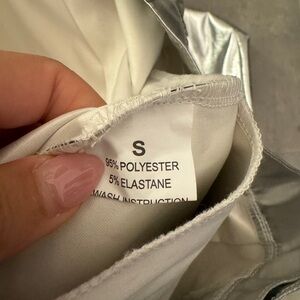 S
95% POLYESTER
5% ELASTANE
WASH INSTRUCTION